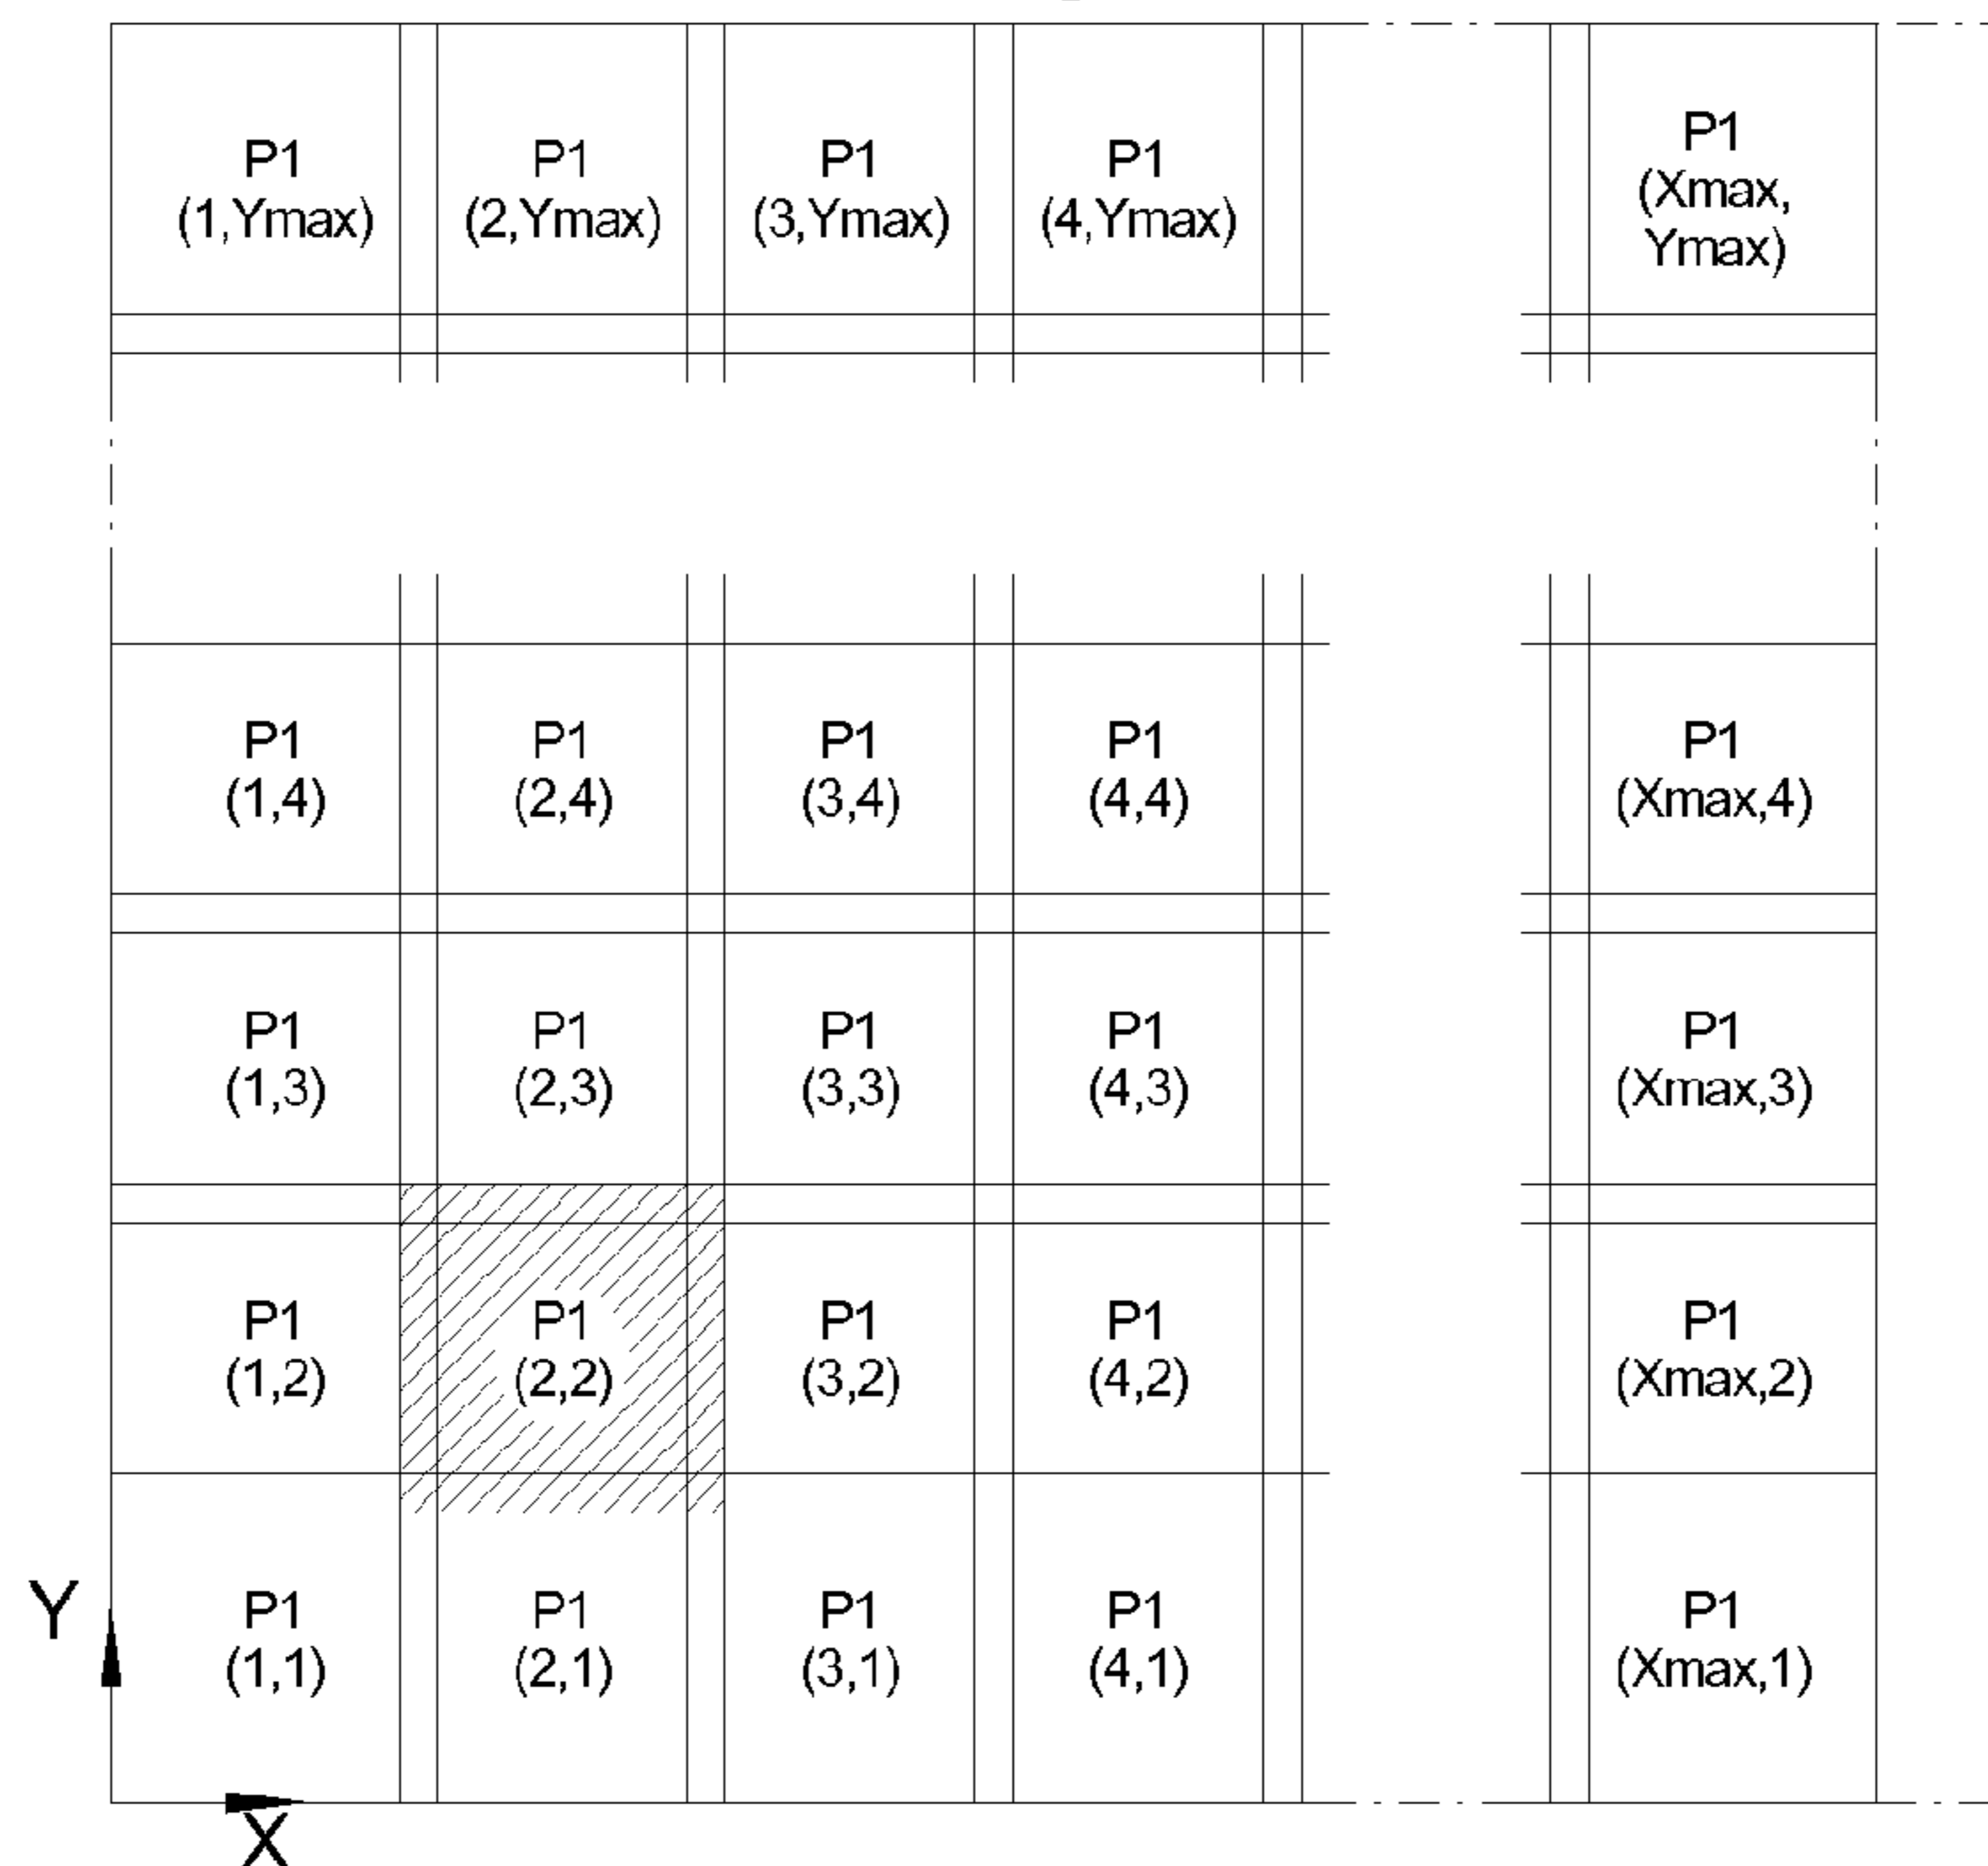 P1 P1 P1 P1 P1
(1,Ymax) (2,Ymax) (3,Ymax) (4,Ymax) (Xmax,
Ymax)
P1 P1 P1 P1 P1
(1,4) (2,4) (3,4) (4,4) (Xmax,4)
P1 P1 P1 P1 P1
(1,3) (2,3) (3,3) (4,3) (Xmax,3)
P1 P1 P1 P1 P1
(1,2) (2,2) (3,2) (4,2) (Xmax,2)
Y
P1 P1 P1 P1 P1
(1,1) (2,1) (3,1) (4,1) (Xmax,1)
X